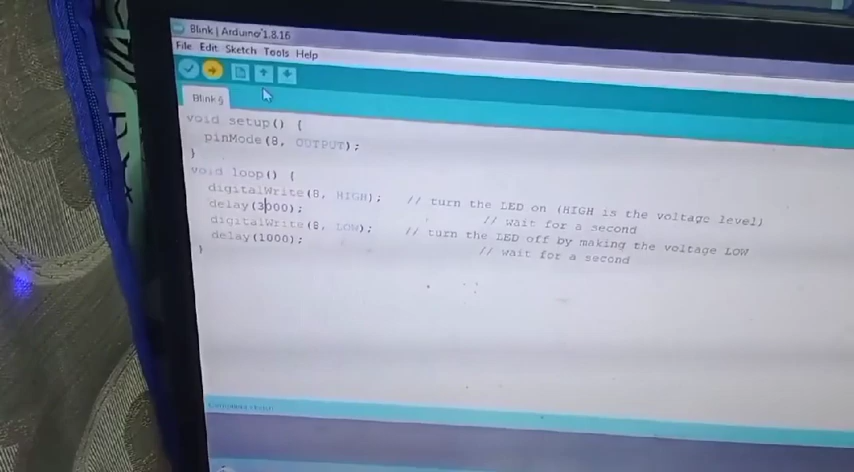 Blink | Arduino 1.8.16
File Edit Sketch Tools Help
Blink §
void setup() {
pinMode(8, OUTPUT);
}
void loop() {
digitalWrite(8, HIGH); // turn the LED on (HIGH is the voltage level)
delay(3000); // wait for a second
digitalWrite(8, LOW); // turn the LED off by making the voltage LOW
delay(1000); // wait for a second
}